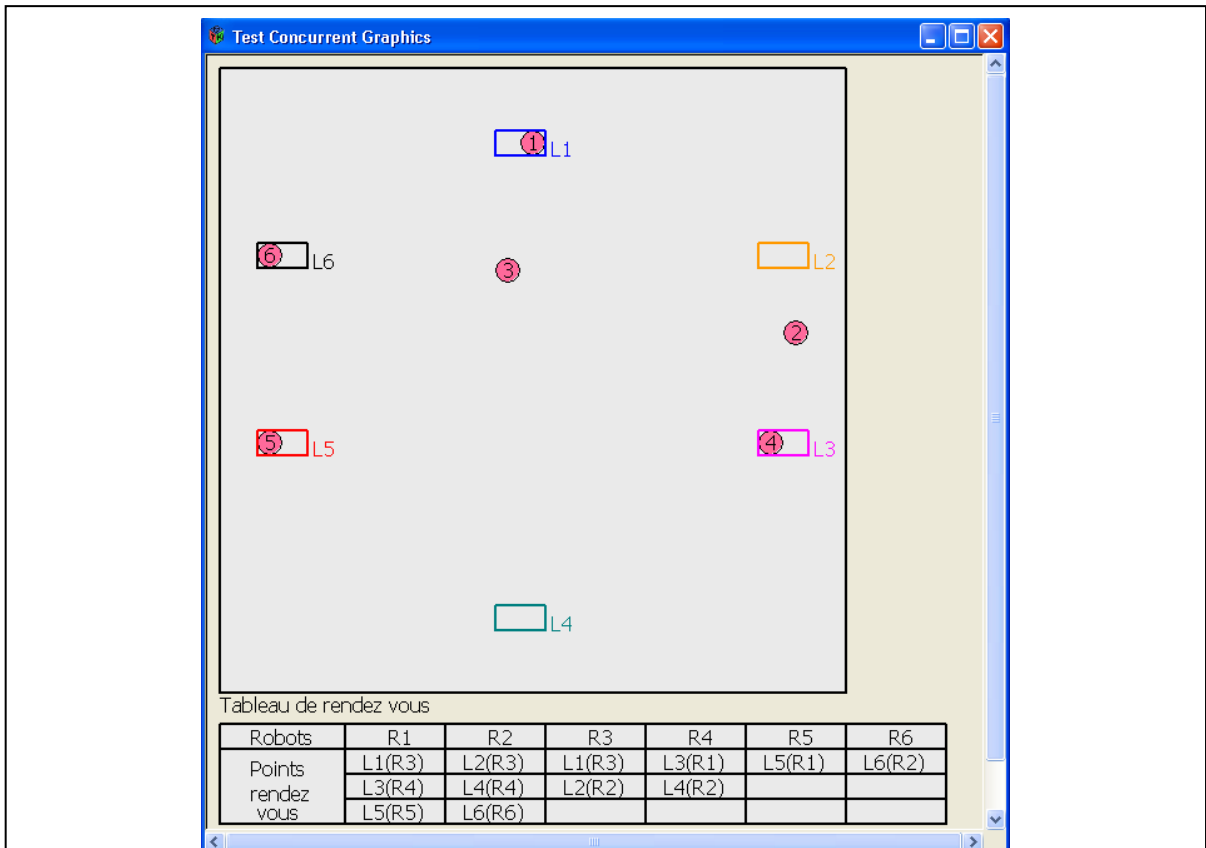 Test Concurrent Graphics
1 L1
6 L6
3
L2
2
5 L5
4 L3
L4
Tableau de rendez vous
Robots R1 R2 R3 R4 R5 R6
Points rendez vous
L1(R3) L2(R3) L1(R3) L3(R1) L5(R1) L6(R2)
L3(R4) L4(R4) L2(R2) L4(R2)
L5(R5) L6(R6)